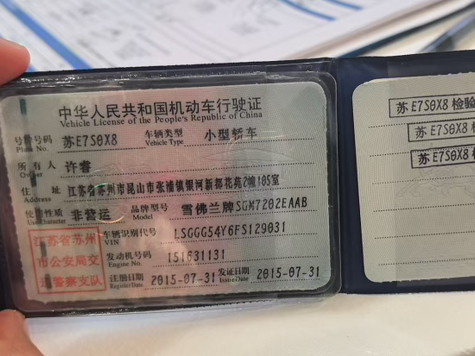 中华人民共和国机动车行驶证
Vehicle License of the People's Republic of China
号牌号码 苏E7S0X8 车辆类型 小型轿车
Plate No. Vehicle Type
所有人 许睿
Owner
住址 江苏省苏州市昆山市张浦镇银河新都花苑2幢105室
Address
使用性质 非营运 品牌型号 雪佛兰牌SGM7202EAAB
Use Character Model
江苏省苏州
市公安局交
通警察支队
车辆识别代号 LSGGG54Y6FS129031
VIN
发动机号码 151631131
Engine No.
注册日期 2015-07-31 发证日期 2015-07-31
Register Date Issue Date
苏E7S0X8 检验
苏E7S0X8 检
苏E7S0X8 检